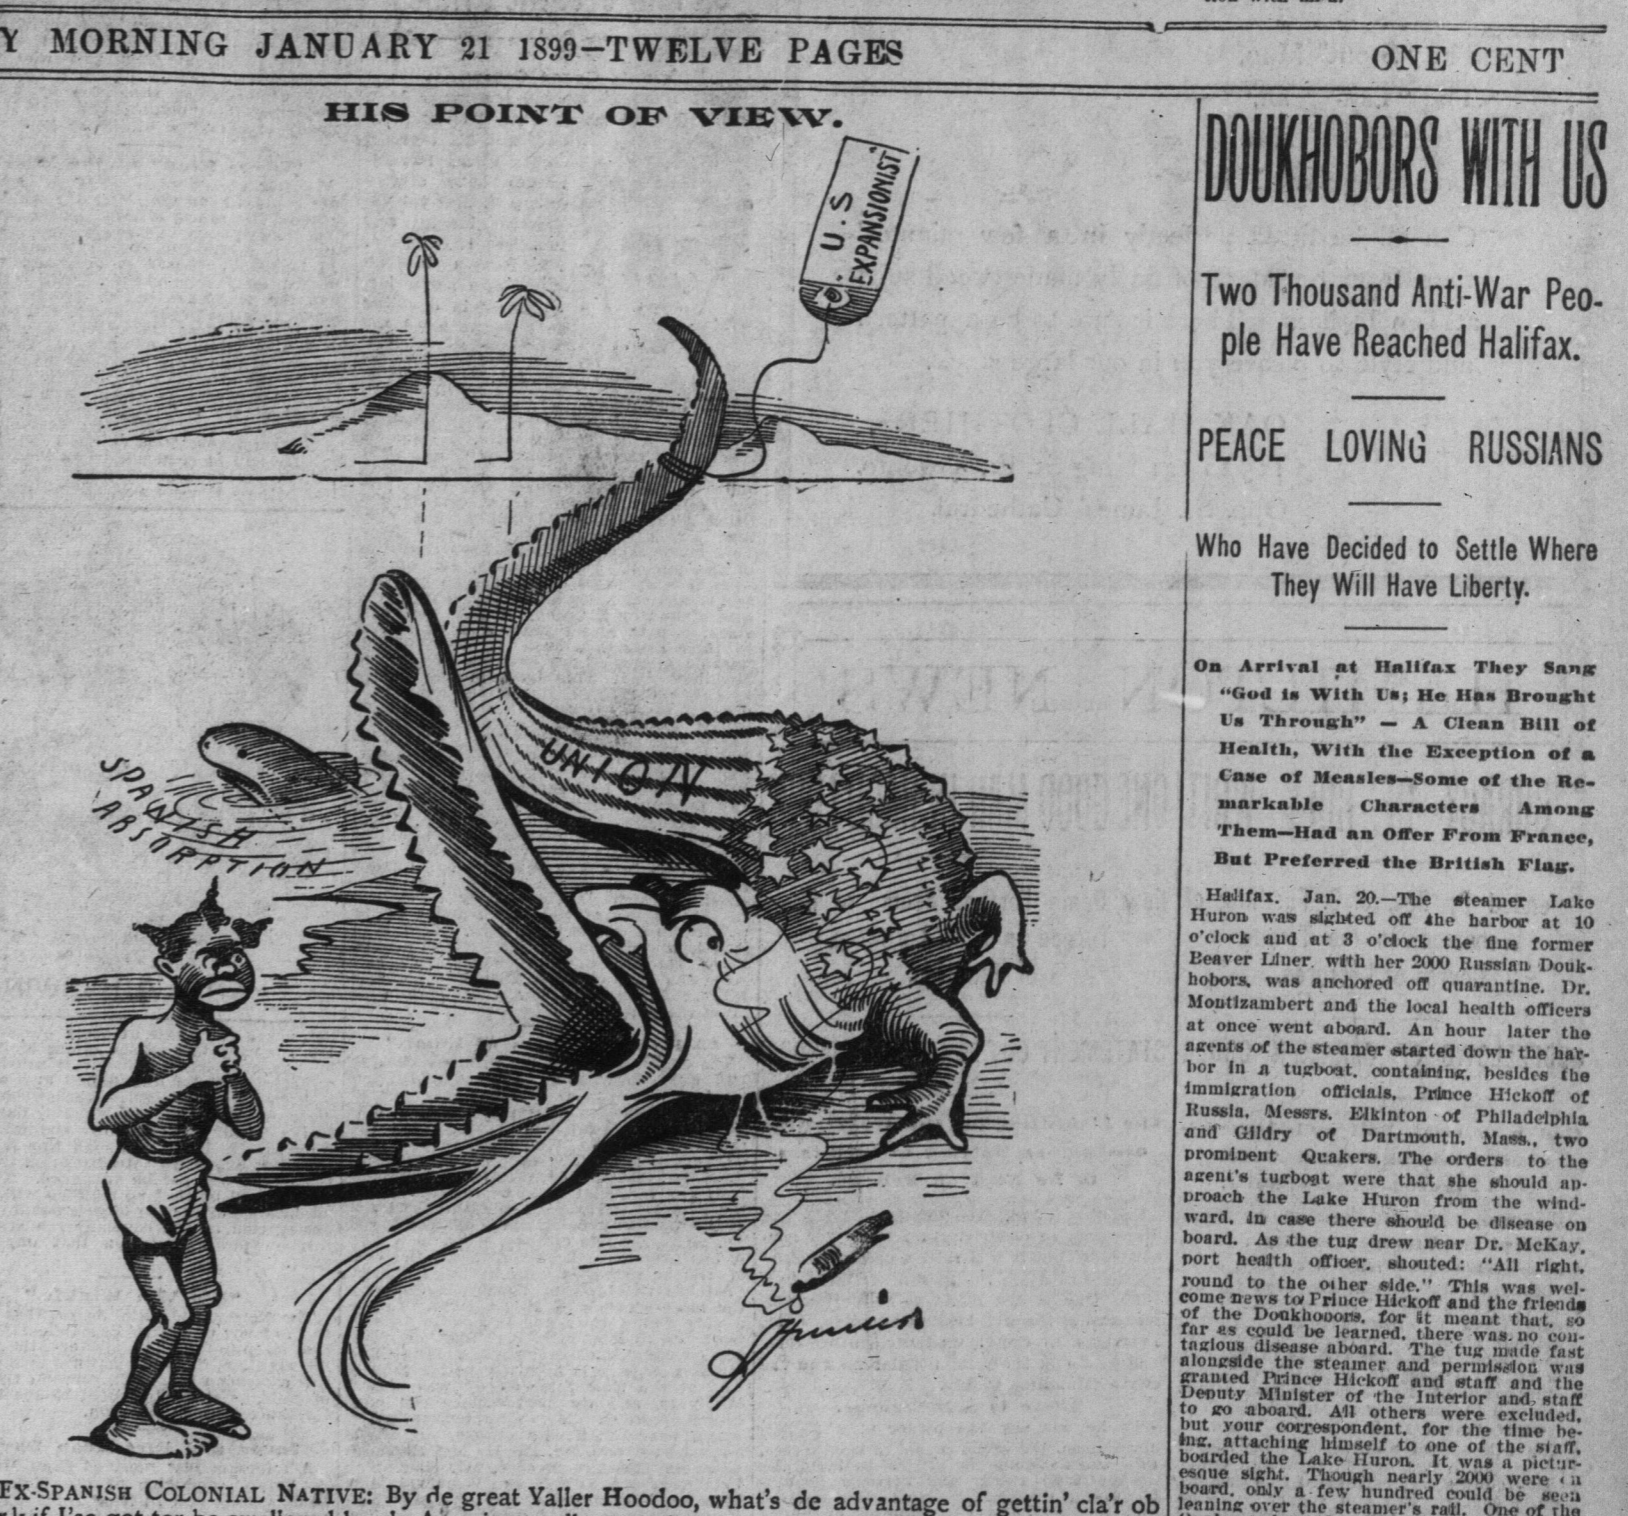 Y MORNING JANUARY 21 1899—TWELVE PAGES
ONE CENT
HIS POINT OF VIEW.
U.S
EXPANSIONIST
UNION
SPANISH
ABSORPTION
EX-SPANISH COLONIAL NATIVE: By de great Yaller Hoodoo, what's de advantage of gettin' cla'r ob
DOUKHOBORS WITH US
Two Thousand Anti-War Peo-
ple Have Reached Halifax.
PEACE LOVING RUSSIANS
Who Have Decided to Settle Where
They Will Have Liberty.
On Arrival at Halifax They Sang
"God is With Us; He Has Brought
Us Through" — A Clean Bill of
Health, With the Exception of a
Case of Measles—Some of the Re-
markable Characters Among
Them—Had an Offer From France,
But Preferred the British Flag.
Halifax, Jan. 20.—The steamer Lake
Huron was sighted off the harbor at 10
o'clock and at 3 o'clock the fine former
Beaver Liner, with her 2000 Russian Douk-
hobors, was anchored off quarantine. Dr.
Montizambert and the local health officers
at once went aboard. An hour later the
agents of the steamer started down the har-
bor in a tugboat, containing, besides the
immigration officials, Prince Hickoff of
Russia, Messrs. Elkinton of Philadelphia
and Gildry of Dartmouth, Mass., two
prominent Quakers. The orders to the
agent's tugboat were that she should ap-
proach the Lake Huron from the wind-
ward, in case there should be disease on
board. As the tug drew near Dr. McKay,
port health officer, shouted: "All right,
round to the other side." This was wel-
come news to Prince Hickoff and the friends
of the Doukhobors, for it meant that, so
far as could be learned, there was no con-
tagious disease aboard. The tug made fast
alongside the steamer and permission was
granted Prince Hickoff and staff and the
Deputy Minister of the Interior and staff
to go aboard. All others were excluded,
but your correspondent, for the time be-
ing, attaching himself to one of the staff,
boarded the Lake Huron. It was a pictur-
esque sight. Though nearly 2000 were on
board, only a few hundred could be seen
leaning over the steamer's rail. One of the